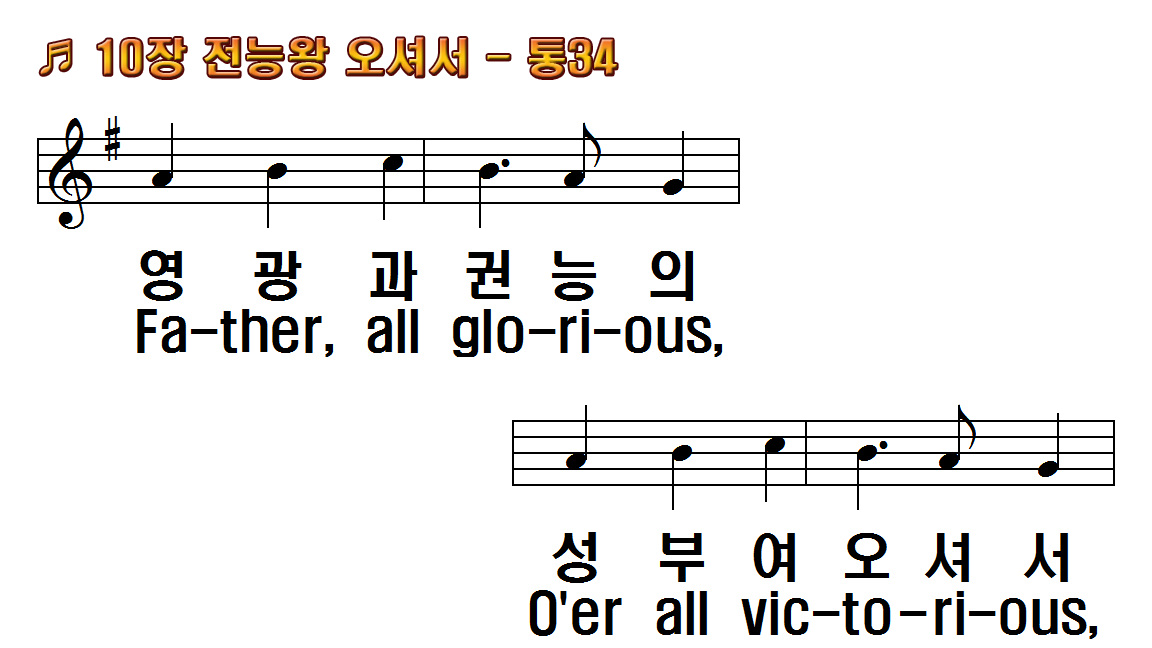 ♬ 10장 전능왕 오셔서 - 통34
영 광 과 권 능 의
Fa-ther, all glo-ri-ous,
성 부 여 오 셔 서
O'er all vic-to-ri-ous,